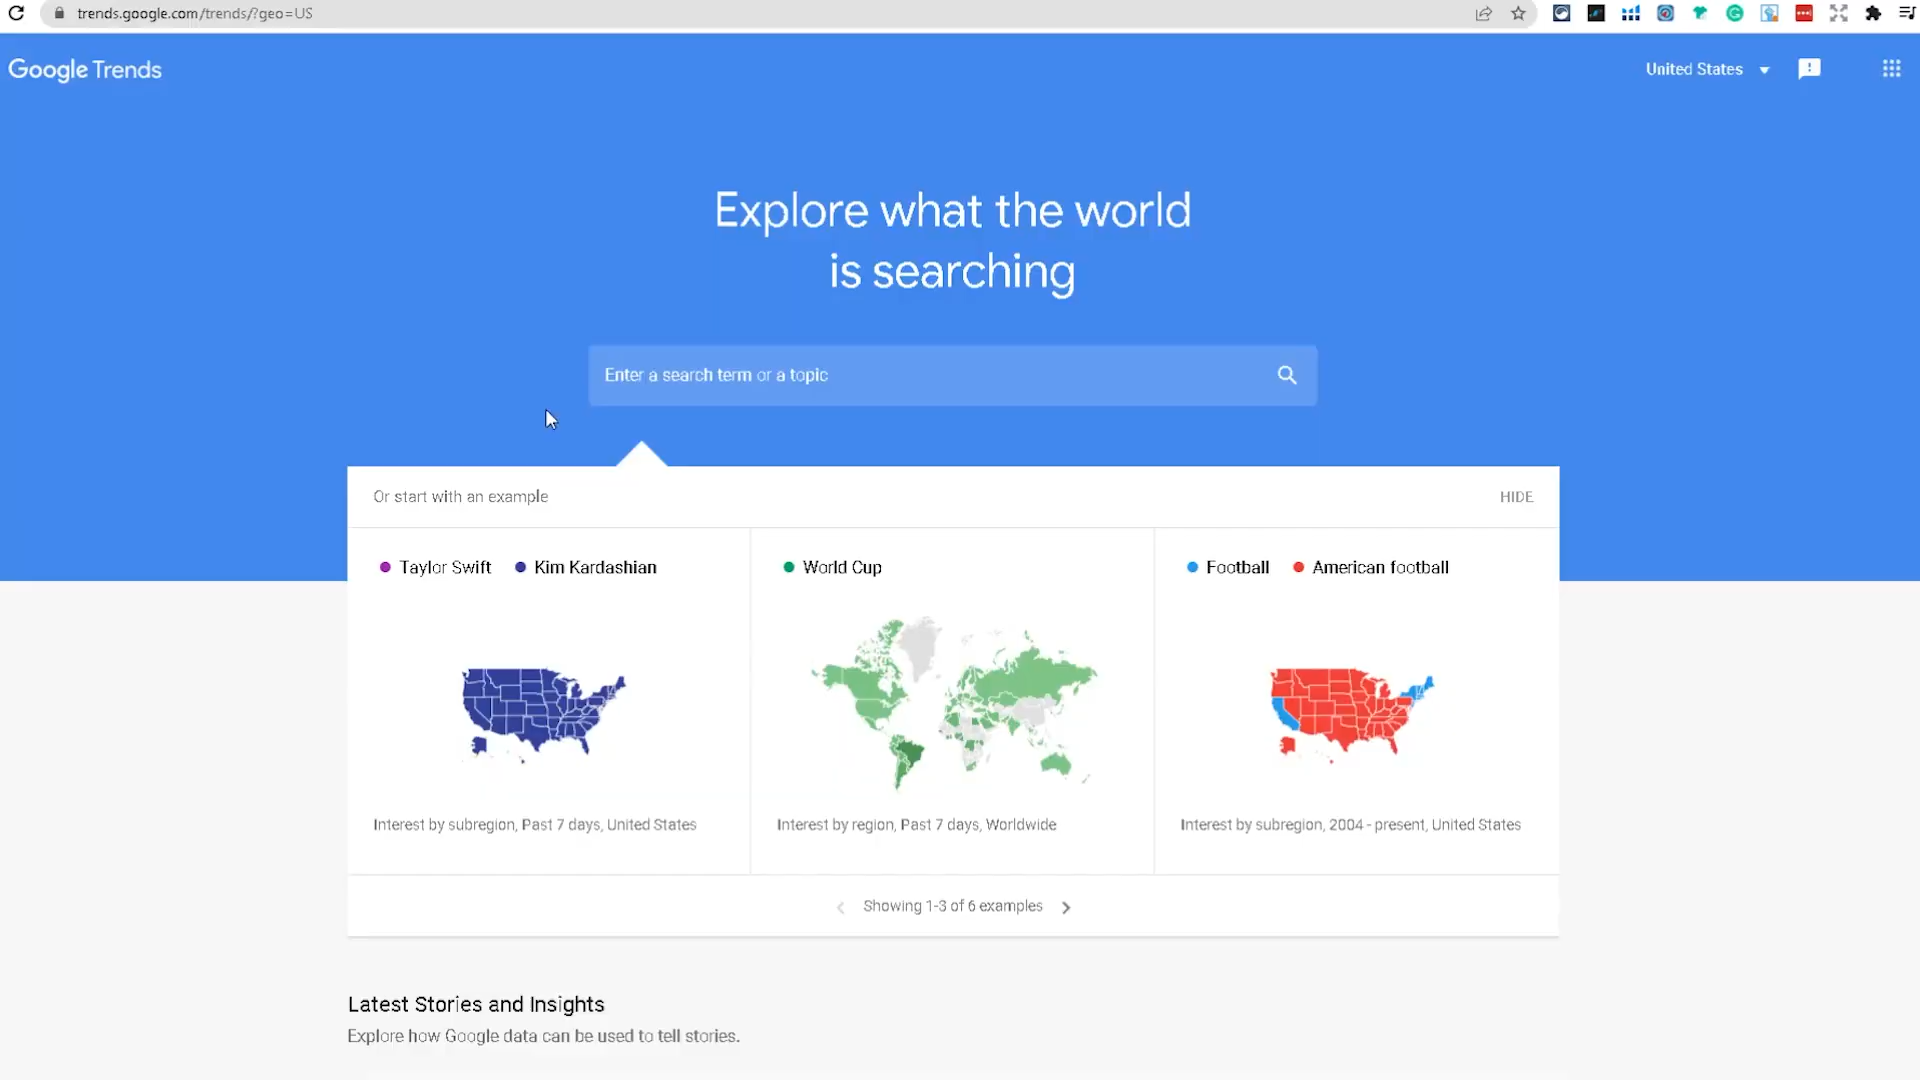 trends.google.com/trends/?geo=US
Google Trends
United States
Explore what the world
is searching
Enter a search term or a topic
Or start with an example
HIDE
Taylor Swift Kim Kardashian
World Cup
Football American football
Interest by subregion, Past 7 days, United States
Interest by region, Past 7 days, Worldwide
Interest by subregion, 2004 - present, United States
Showing 1-3 of 6 examples
Latest Stories and Insights
Explore how Google data can be used to tell stories.